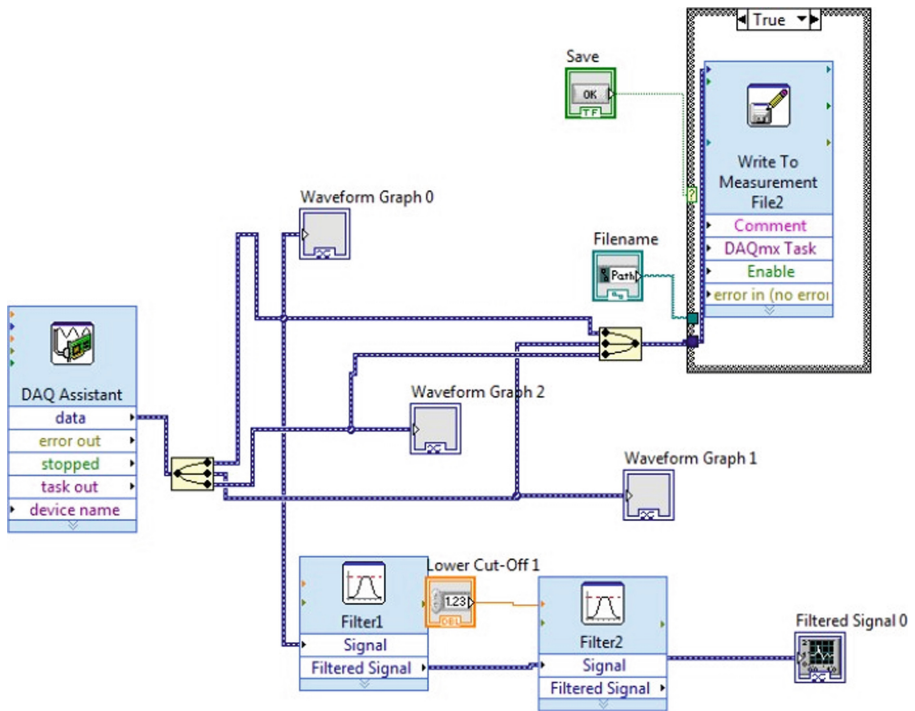 True
Save
OK
TF
Write To
Measurement
File2
Comment
DAQmx Task
Enable
error in (no error
Waveform Graph 0
Filename
Path
DAQ Assistant
data
error out
stopped
task out
device name
Waveform Graph 2
Waveform Graph 1
Lower Cut-Off 1
1.23
DBL
Filter1
Signal
Filtered Signal
Filter2
Signal
Filtered Signal
Filtered Signal 0
?